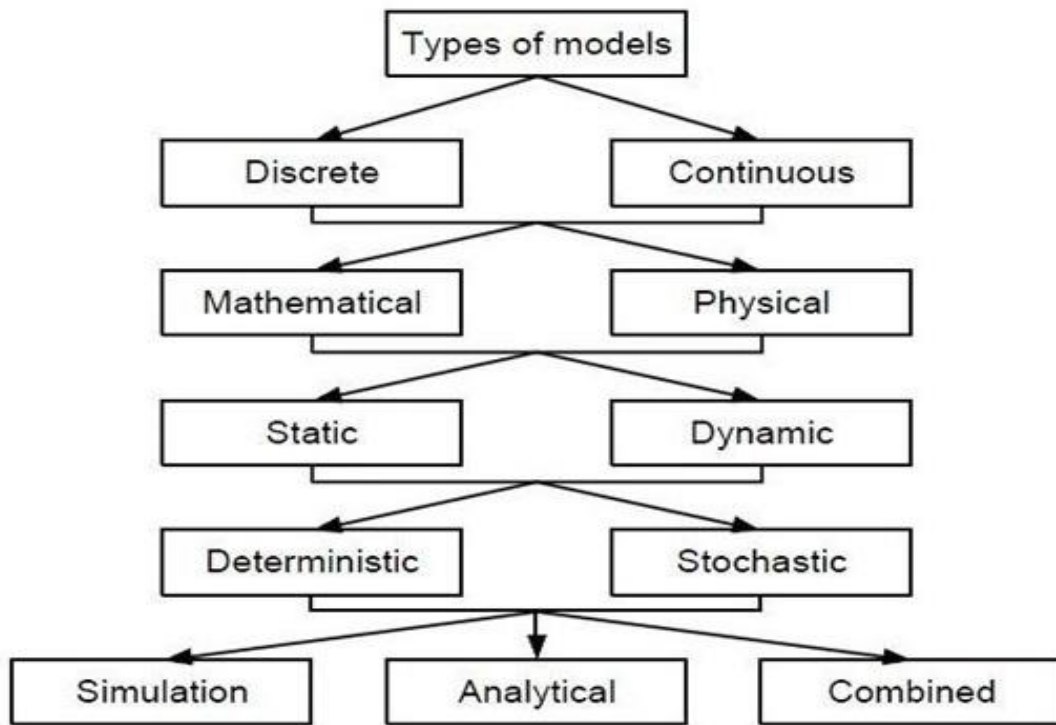 Types of models
Discrete
Continuous
Mathematical
Physical
Static
Dynamic
Deterministic
Stochastic
Simulation
Analytical
Combined